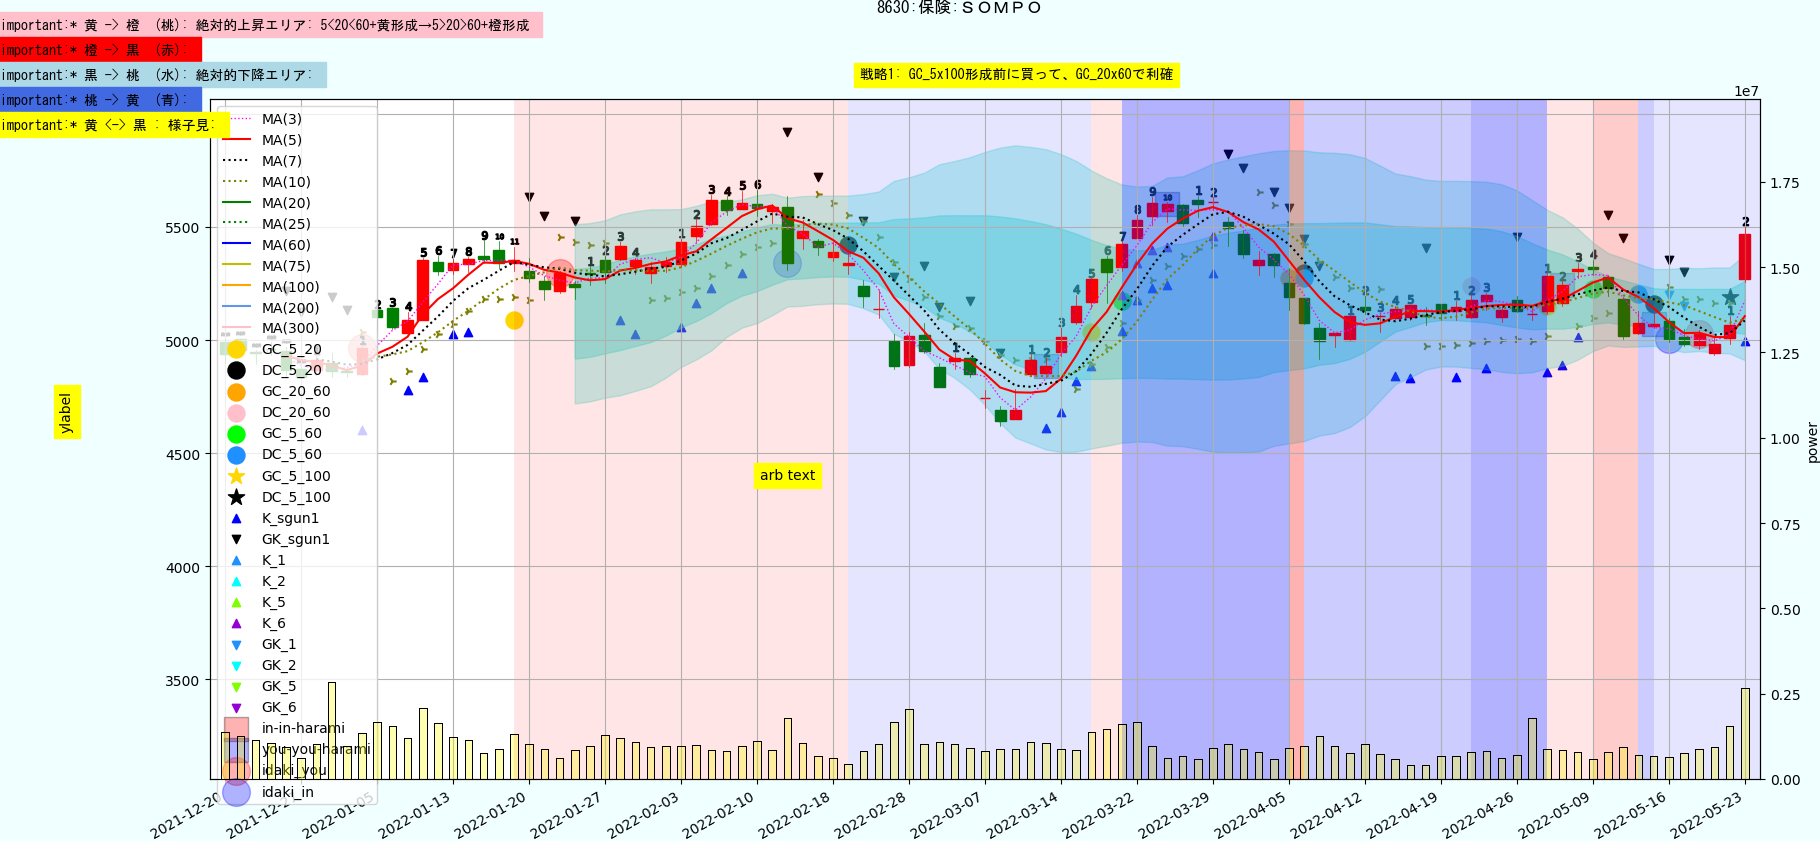 8630:保険:ＳＯＭＰＯ
important:* 黄 -> 橙 (桃): 絶対的上昇エリア: 5<20<60+黄形成→5>20>60+橙形成
important:* 橙 -> 黒 (赤):
important:* 黒 -> 桃 (水): 絶対的下降エリア:
important:* 桃 -> 黄 (青):
important:* 黄 <-> 黒 : 様子見:
戦略1: GC_5x100形成前に買って、GC_20x60で利確
1e7
MA(3)
MA(5)
MA(7)
MA(10)
MA(20)
MA(25)
MA(60)
MA(75)
MA(100)
MA(200)
MA(300)
GC_5_20
DC_5_20
GC_20_60
DC_20_60
GC_5_60
DC_5_60
GC_5_100
DC_5_100
K_sgun1
GK_sgun1
K_1
K_2
K_5
K_6
GK_1
GK_2
GK_5
GK_6
in-in-harami
you-you-harami
idaki_you
idaki_in
5500
5000
4500
4000
3500
ylabel
arb text
1.75
1.50
1.25
1.00
0.75
0.50
0.25
0.00
power
2021-12-20
2022-01-05
2022-01-13
2022-01-20
2022-01-27
2022-02-03
2022-02-10
2022-02-18
2022-02-28
2022-03-07
2022-03-14
2022-03-22
2022-03-29
2022-04-05
2022-04-12
2022-04-19
2022-04-26
2022-05-09
2022-05-16
2022-05-23